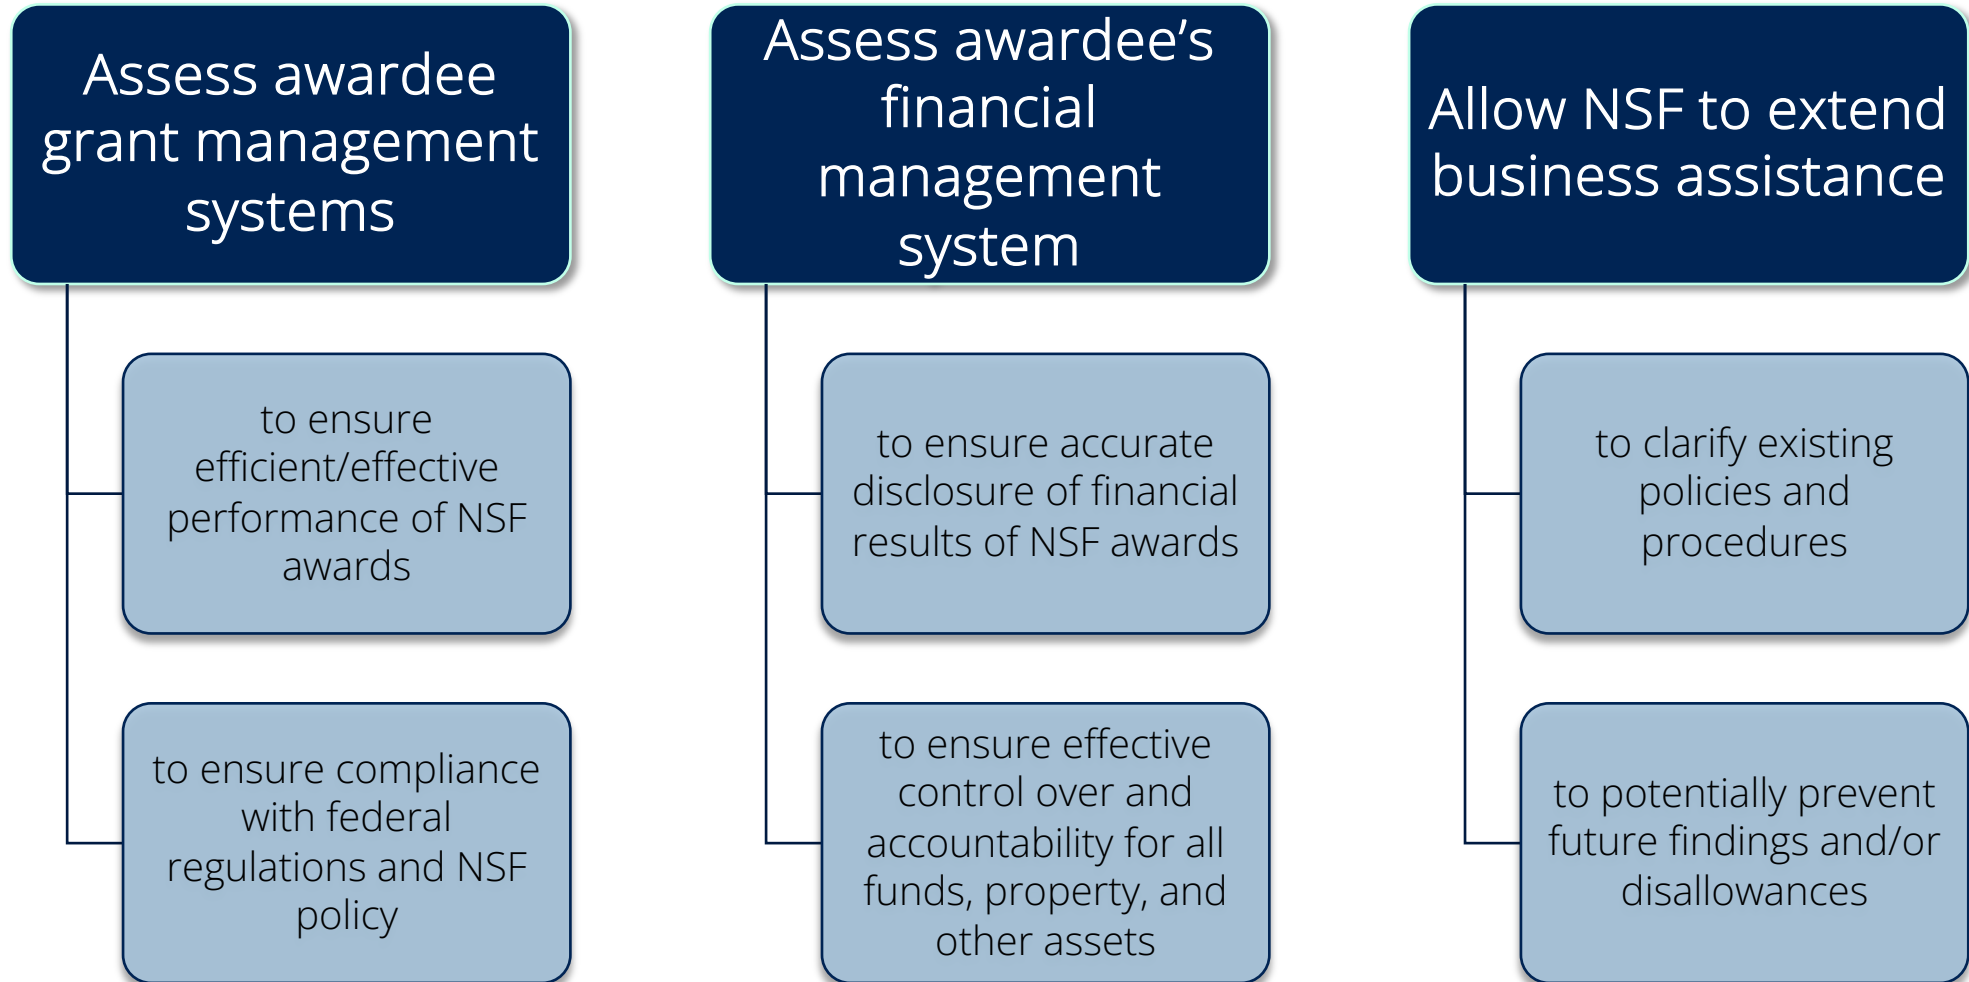 Assess awardee
grant management
systems
to ensure
efficient/effective
performance of NSF
awards
to ensure compliance
with federal
regulations and NSF
policy
Assess awardee’s
financial
management
system
to ensure accurate
disclosure of financial
results of NSF awards
to ensure effective
control over and
accountability for all
funds, property, and
other assets
Allow NSF to extend
business assistance
to clarify existing
policies and
procedures
to potentially prevent
future findings and/or
disallowances